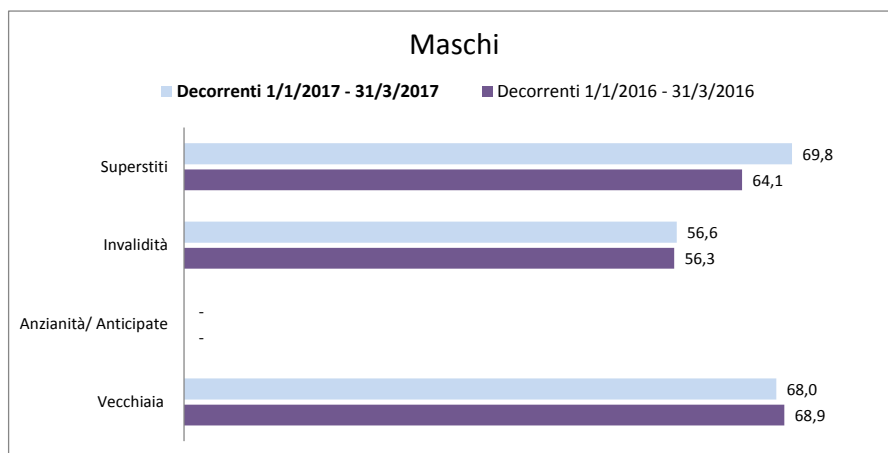 Maschi
Decorrenti 1/1/2017 - 31/3/2017 Decorrenti 1/1/2016 - 31/3/2016
Superstiti
69,8
64,1
Invalidità
56,6
56,3
Anzianità/ Anticipate
-
-
Vecchiaia
68,0
68,9